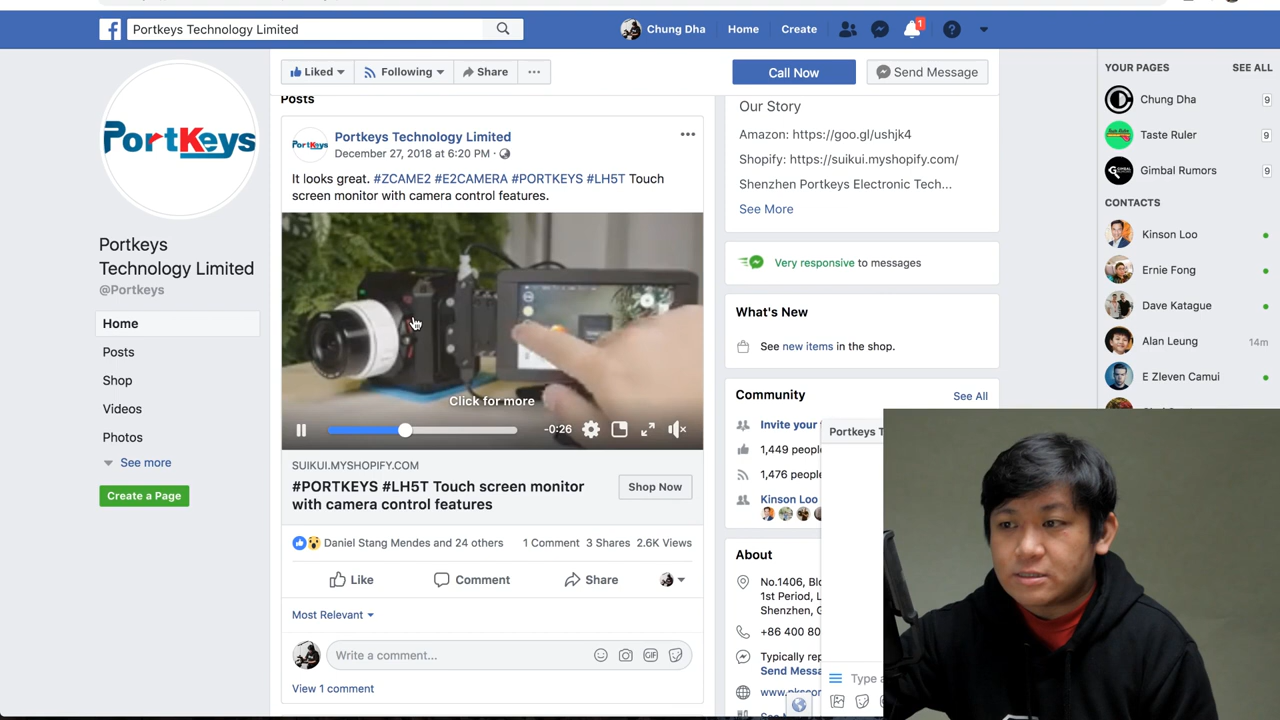 Portkeys Technology Limited
Chung Dha
Home
Create
1
PORTKEYS
Portkeys
Technology Limited
@Portkeys
Home
Posts
Shop
Videos
Photos
See more
Create a Page
Liked
Following
Share
Call Now
Send Message
Posts
PORTKEYS
Portkeys Technology Limited
December 27, 2018 at 6:20 PM ·
It looks great. #ZCAME2 #E2CAMERA #PORTKEYS #LH5T Touch
screen monitor with camera control features.
Click for more
-0:26
SUIKUI.MYSHOPIFY.COM
#PORTKEYS #LH5T Touch screen monitor
with camera control features
Shop Now
Daniel Stang Mendes and 24 others
1 Comment 3 Shares 2.6K Views
Like
Comment
Share
Most Relevant
Write a comment...
GIF
View 1 comment
Our Story
Amazon: https://goo.gl/ushjk4
Shopify: https://suikui.myshopify.com/
Shenzhen Portkeys Electronic Tech...
See More
Very responsive to messages
What's New
See new items in the shop.
Community
See All
Invite your
1,449 people
1,476 people
Kinson Loo
About
No.1406, Blo
1st Period, L
Shenzhen, G
+86 400 80
Typically rep
Send Messa
Portkeys T
Type a
YOUR PAGES
SEE ALL
Chung Dha
9
Taste Ruler
9
Gimbal Rumors
9
CONTACTS
Kinson Loo
Ernie Fong
Dave Katague
Alan Leung
14m
E Zleven Camui